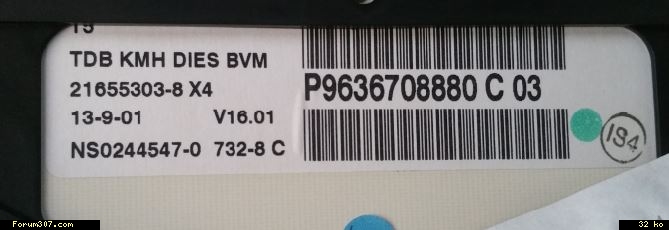 T5
TDB KMH DIES BVM
21655303-8 X4
P9636708880 C 03
13-9-01 V16.01
NS0244547-0 732-8 C
IS4
Forum307.com
32 ko